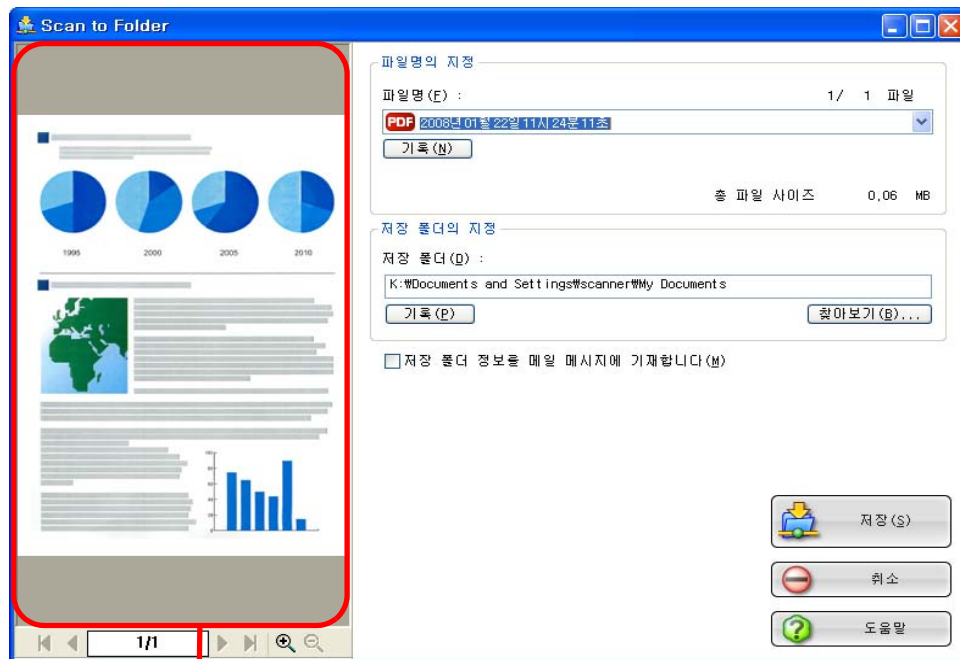 Scan to Folder
파일명의 지정
파일명(F) :
1/ 1 파일
PDF 2008년 01월 22일 11시 24분 11초
기록(N)
총 파일 사이즈 0,06 MB
저장 폴더의 지정
저장 폴더(D) :
K:₩Documents and Settings₩scanner₩My Documents
기록(P)
찾아보기(B)...
저장 폴더 정보를 메일 메시지에 기재합니다(M)
1995 2000 2005 2010
저장(S)
취소
도움말
1/1